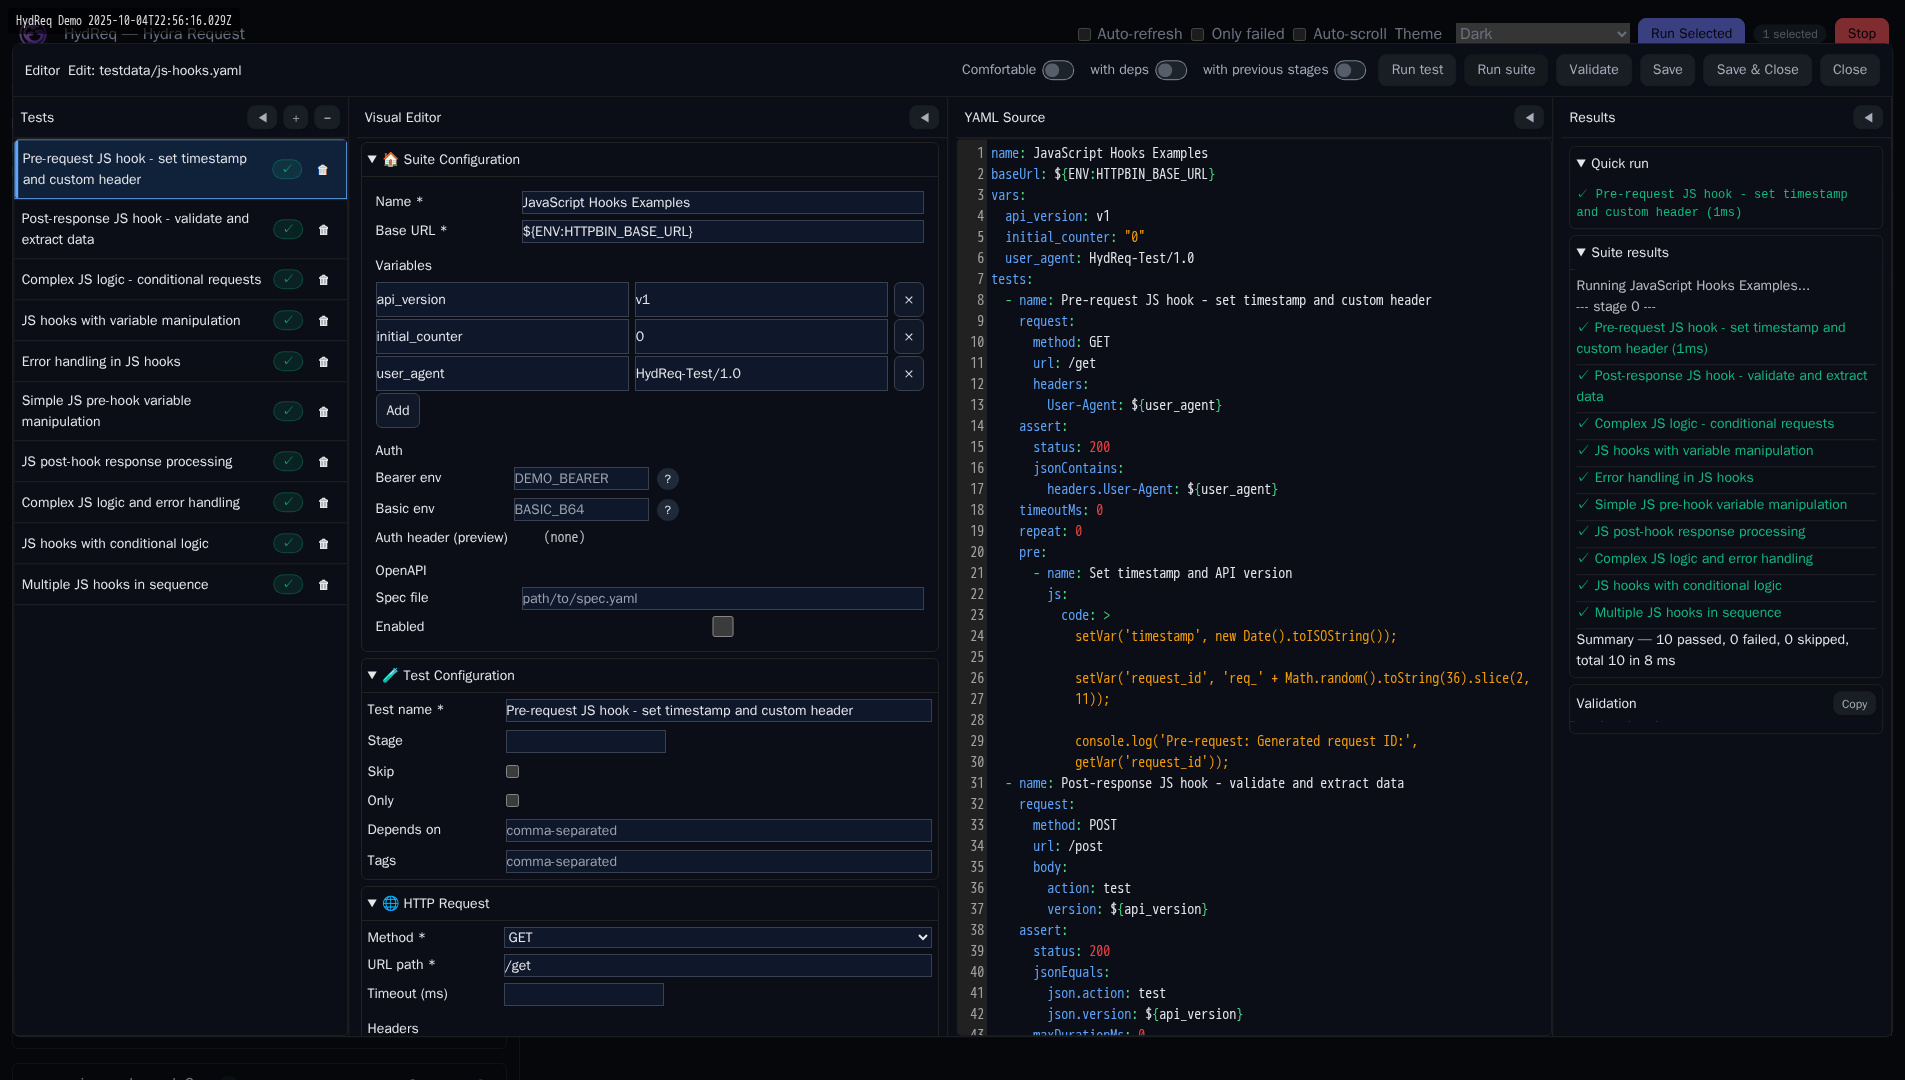 HydReq Demo 2025-10-04T22:56:16.029Z
HydReq — Hydra Request
Auto-refresh
Only failed
Auto-scroll
Theme
Dark
Run Selected
1 selected
Stop
Editor Edit: testdata/js-hooks.yaml
Comfortable
with deps
with previous stages
Run test
Run suite
Validate
Save
Save & Close
Close
Tests
◀
+
−
Pre-request JS hook - set timestamp
and custom header
✓
Post-response JS hook - validate and
extract data
✓
Complex JS logic - conditional requests
✓
JS hooks with variable manipulation
✓
Error handling in JS hooks
✓
Simple JS pre-hook variable
manipulation
✓
JS post-hook response processing
✓
Complex JS logic and error handling
✓
JS hooks with conditional logic
✓
Multiple JS hooks in sequence
✓
Visual Editor
◀
▼ 🏠 Suite Configuration
Name *
JavaScript Hooks Examples
Base URL *
${ENV:HTTPBIN_BASE_URL}
Variables
api_version
v1
×
initial_counter
0
×
user_agent
HydReq-Test/1.0
×
Add
Auth
Bearer env
DEMO_BEARER
?
Basic env
BASIC_B64
?
Auth header (preview)
(none)
OpenAPI
Spec file
path/to/spec.yaml
Enabled
▼ 🧪 Test Configuration
Test name *
Pre-request JS hook - set timestamp and custom header
Stage
Skip
Only
Depends on
comma-separated
Tags
comma-separated
▼ 🌐 HTTP Request
Method *
GET
URL path *
/get
Timeout (ms)
Headers
YAML Source
◀
1 name: JavaScript Hooks Examples
2 baseUrl: ${ENV:HTTPBIN_BASE_URL}
3 vars:
4 api_version: v1
5 initial_counter: "0"
6 user_agent: HydReq-Test/1.0
7 tests:
8 - name: Pre-request JS hook - set timestamp and custom header
9 request:
10 method: GET
11 url: /get
12 headers:
13 User-Agent: ${user_agent}
14 assert:
15 status: 200
16 jsonContains:
17 headers.User-Agent: ${user_agent}
18 timeoutMs: 0
19 repeat: 0
20 pre:
21 - name: Set timestamp and API version
22 js:
23 code: >
24 setVar('timestamp', new Date().toISOString());
25
26 setVar('request_id', 'req_' + Math.random().toString(36).slice(2,
27 11));
28
29 console.log('Pre-request: Generated request ID:',
30 getVar('request_id'));
31 - name: Post-response JS hook - validate and extract data
32 request:
33 method: POST
34 url: /post
35 body:
36 action: test
37 version: ${api_version}
38 assert:
39 status: 200
40 jsonEquals:
41 json.action: test
42 json.version: ${api_version}
43 maxDurationMs: 0
Results
◀
▼ Quick run
✓ Pre-request JS hook - set timestamp
and custom header (1ms)
▼ Suite results
Running JavaScript Hooks Examples...
--- stage 0 ---
✓ Pre-request JS hook - set timestamp and
custom header (1ms)
✓ Post-response JS hook - validate and extract
data
✓ Complex JS logic - conditional requests
✓ JS hooks with variable manipulation
✓ Error handling in JS hooks
✓ Simple JS pre-hook variable manipulation
✓ JS post-hook response processing
✓ Complex JS logic and error handling
✓ JS hooks with conditional logic
✓ Multiple JS hooks in sequence
Summary — 10 passed, 0 failed, 0 skipped,
total 10 in 8 ms
Validation
Copy